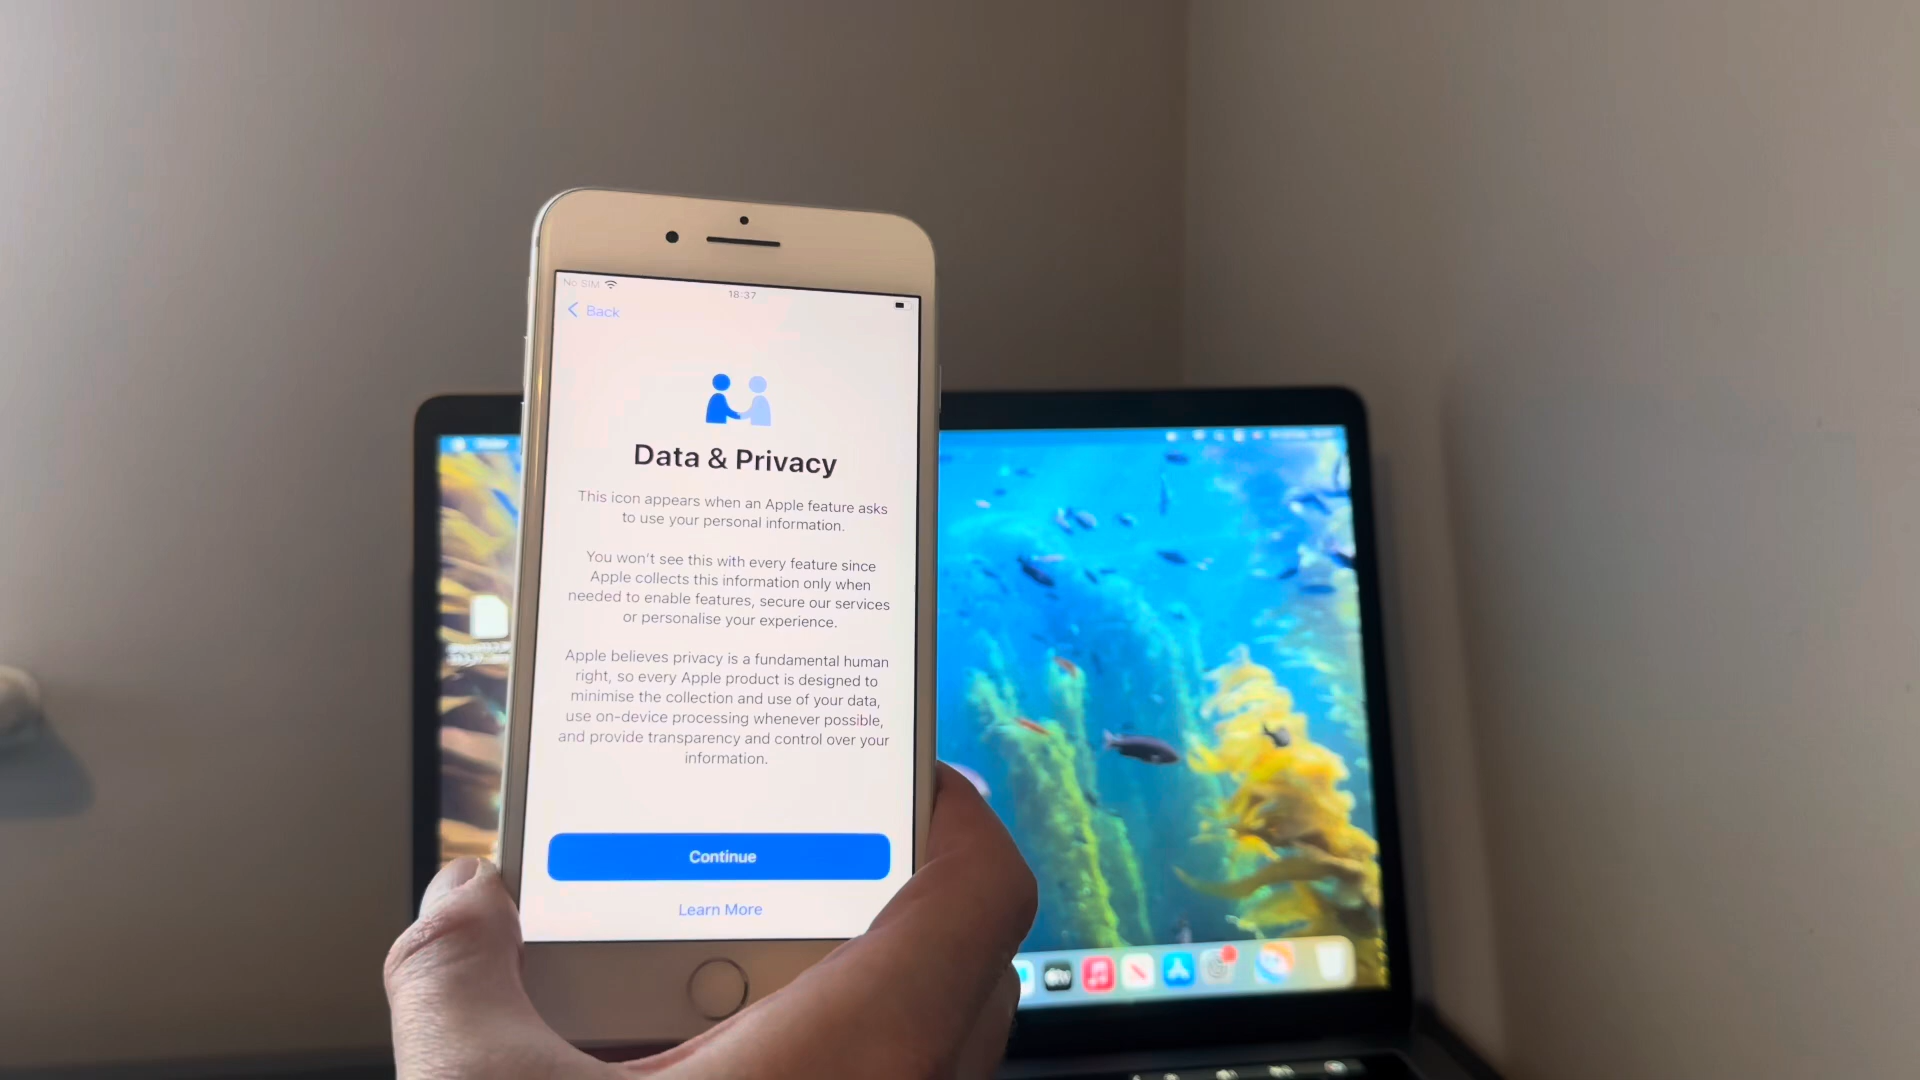 No SIM
18:37
Back
Data & Privacy
This icon appears when an Apple feature asks
to use your personal information.
You won't see this with every feature since
Apple collects this information only when
needed to enable features, secure our services
or personalise your experience.
Apple believes privacy is a fundamental human
right, so every Apple product is designed to
minimise the collection and use of your data,
use on-device processing whenever possible,
and provide transparency and control over your
information.
Continue
Learn More